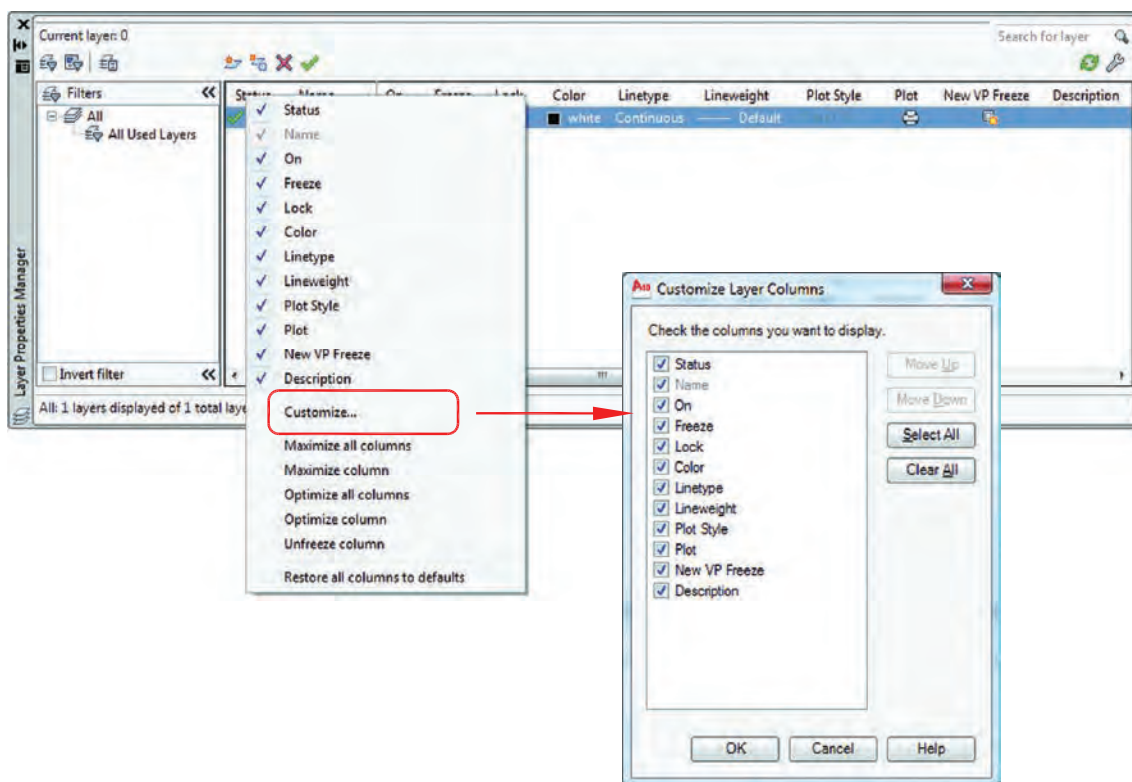 Current layer: 0
Search for layer
Filters
Status Name On Freeze Lock Color Linetype Lineweight Plot Style Plot New VP Freeze Description
All
white Continuous Default
All Used Layers
Status
Name
On
Freeze
Lock
Color
Linetype
Lineweight
Plot Style
Plot
New VP Freeze
Description
Customize...
Maximize all columns
Maximize column
Optimize all columns
Optimize column
Unfreeze column
Restore all columns to defaults
Layer Properties Manager
Invert filter
All: 1 layers displayed of 1 total
Customize Layer Columns
Check the columns you want to display.
Status
Name
On
Freeze
Lock
Color
Linetype
Lineweight
Plot Style
Plot
New VP Freeze
Description
Move Up
Move Down
Select All
Clear All
OK
Cancel
Help